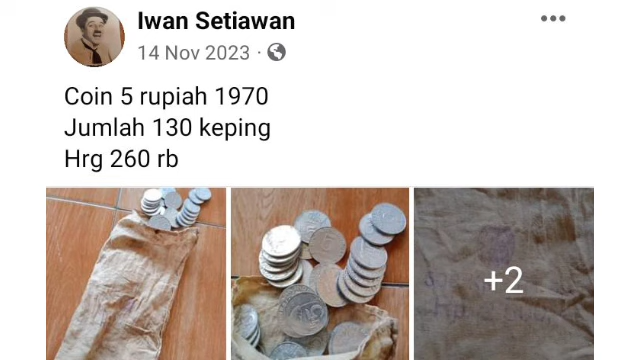 Iwan Setiawan
14 Nov 2023 ·
Coin 5 rupiah 1970
Jumlah 130 keping
Hrg 260 rb
+2